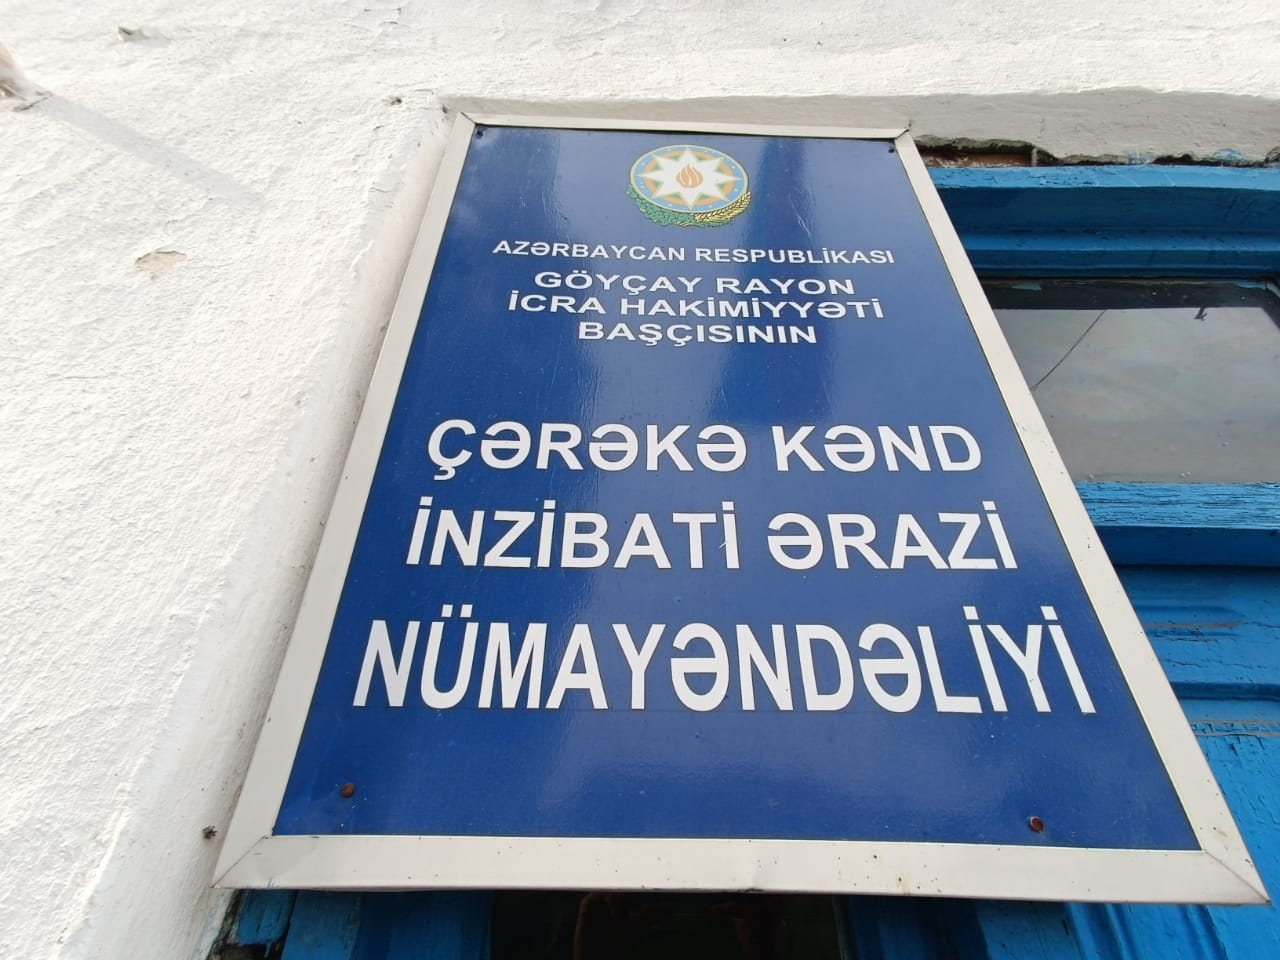 AZƏRBAYCAN RESPUBLİKASI
GÖYÇAY RAYON
İCRA HAKİMİYYƏTİ
BAŞÇISININ
ÇƏRƏKƏ KƏND
İNZİBATİ ƏRAZİ
NÜMAYƏNDƏLİYİ